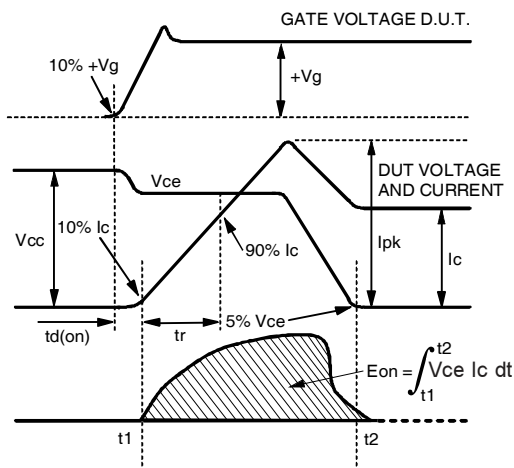 GATE VOLTAGE D.U.T.
10% +Vg
+Vg
Vce
DUT VOLTAGE
AND CURRENT
10% Ic
Vcc
90% Ic
Ipk
Ic
td(on)
tr
5% Vce
Eon = ∫ t1 t2 Vce Ic dt
t1
t2